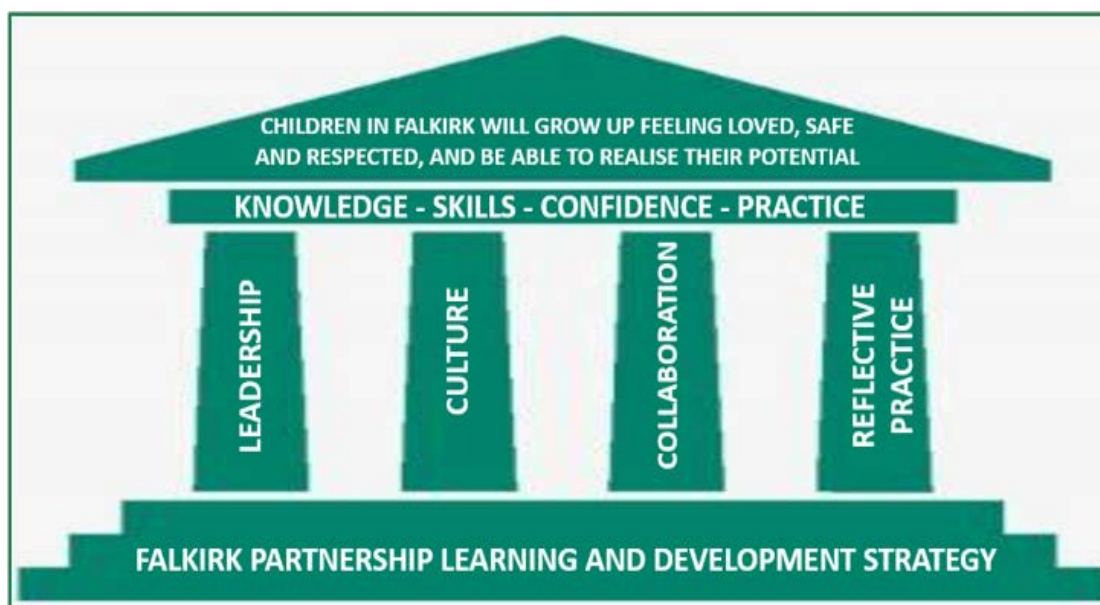 CHILDREN IN FALKIRK WILL GROW UP FEELING LOVED, SAFE
AND RESPECTED, AND BE ABLE TO REALISE THEIR POTENTIAL
KNOWLEDGE - SKILLS - CONFIDENCE - PRACTICE
LEADERSHIP
CULTURE
COLLABORATION
REFLECTIVE
PRACTICE
FALKIRK PARTNERSHIP LEARNING AND DEVELOPMENT STRATEGY